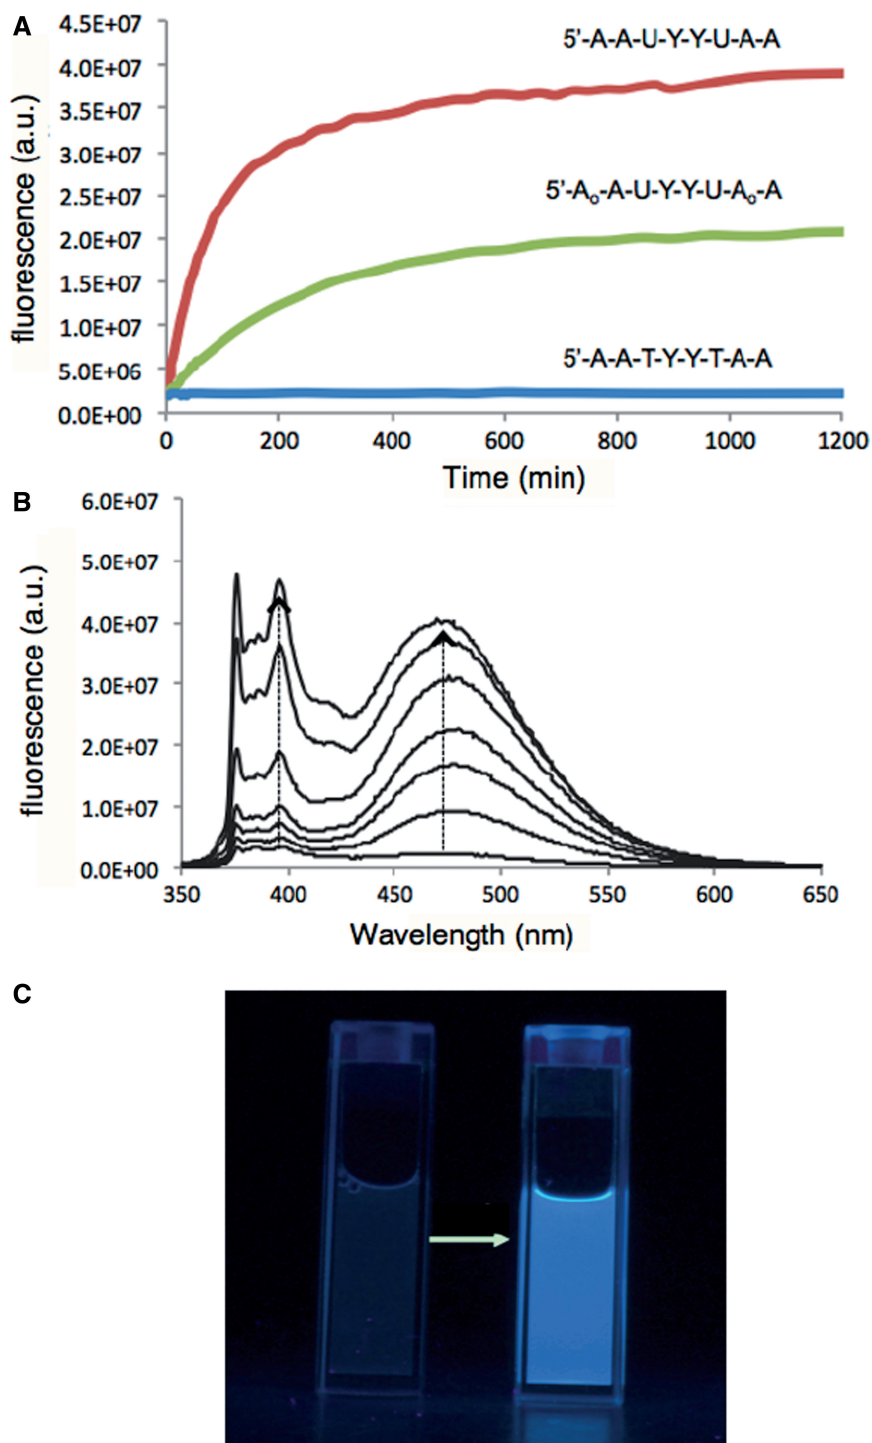 A
4.5E+07
4.0E+07
3.5E+07
3.0E+07
2.5E+07
2.0E+07
1.5E+07
1.0E+07
5.0E+06
0.0E+00
fluorescence (a.u.)
5'-A-A-U-Y-Y-U-A-A
5'-Ao-A-U-Y-Y-U-Ao-A
5'-A-A-T-Y-Y-T-A-A
0 200 400 600 800 1000 1200
Time (min)
B
6.0E+07
5.0E+07
4.0E+07
3.0E+07
2.0E+07
1.0E+07
0.0E+00
fluorescence (a.u.)
350 400 450 500 550 600 650
Wavelength (nm)
C